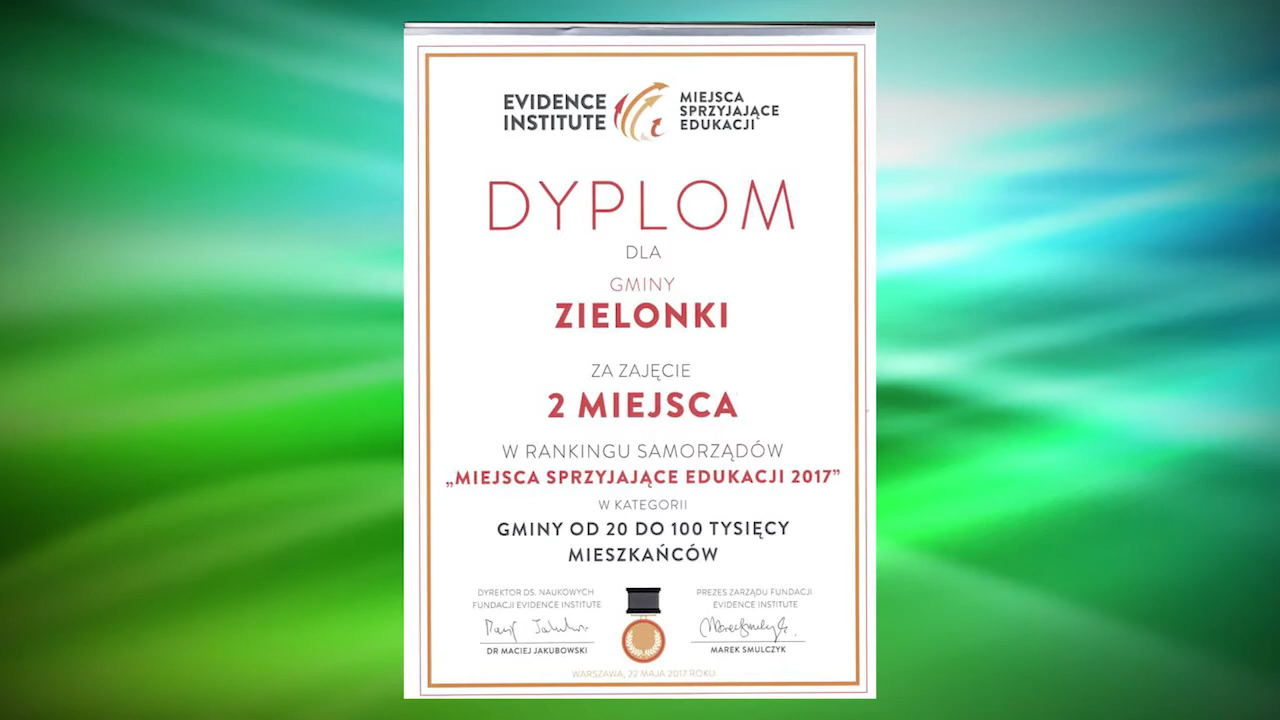 EVIDENCE INSTITUTE
MIEJSCA SPRZYJAJĄCE EDUKACJI
DYPLOM
DLA
GMINY
ZIELONKI
ZA ZAJĘCIE
2 MIEJSCA
W RANKINGU SAMORZĄDÓW
„MIEJSCA SPRZYJAJĄCE EDUKACJI 2017”
W KATEGORII
GMINY OD 20 DO 100 TYSIĘCY
MIESZKAŃCÓW
DYREKTOR DS. NAUKOWYCH
FUNDACJI EVIDENCE INSTITUTE
DR MACIEJ JAKUBOWSKI
PREZES ZARZĄDU FUNDACJI
EVIDENCE INSTITUTE
MAREK SMULCZYK
WARSZAWA, 22 MAJA 2017 ROKU